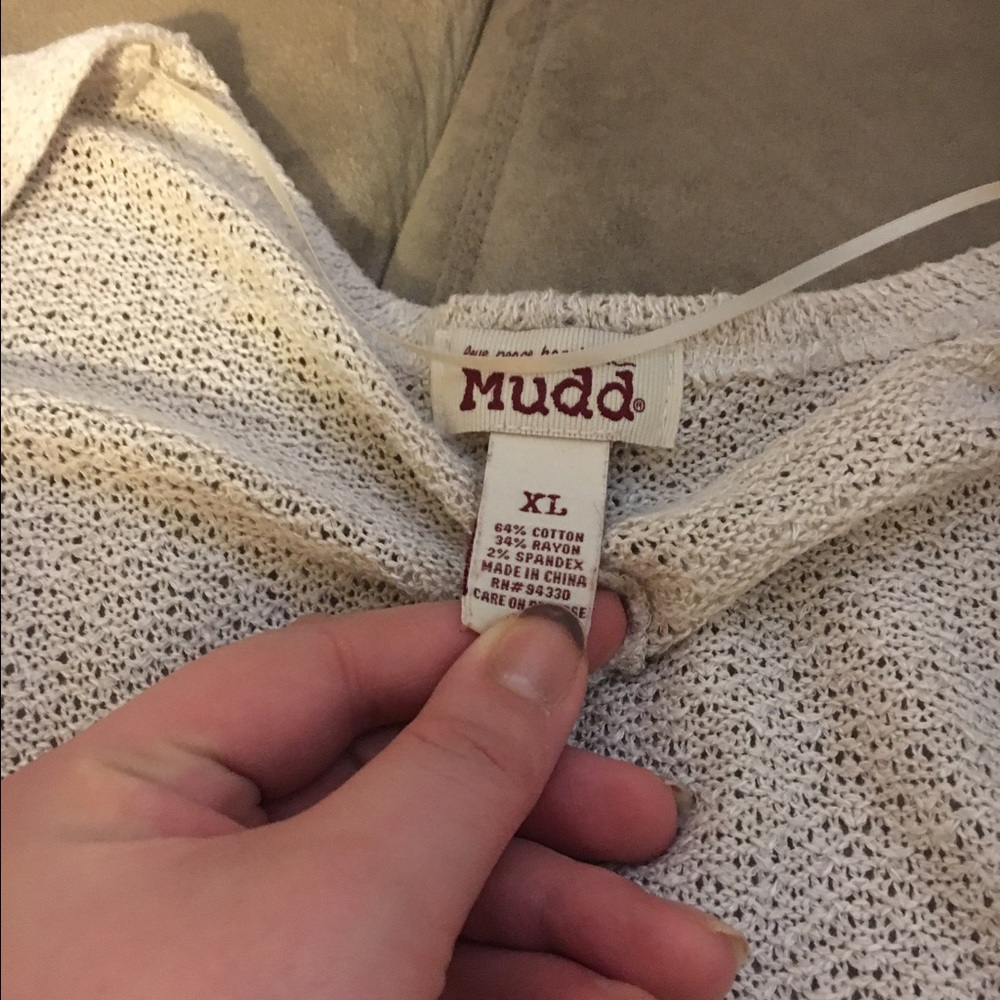 Mudd®
XL
64% COTTON
34% RAYON
2% SPANDEX
MADE IN CHINA
RN#94330
CARE ON